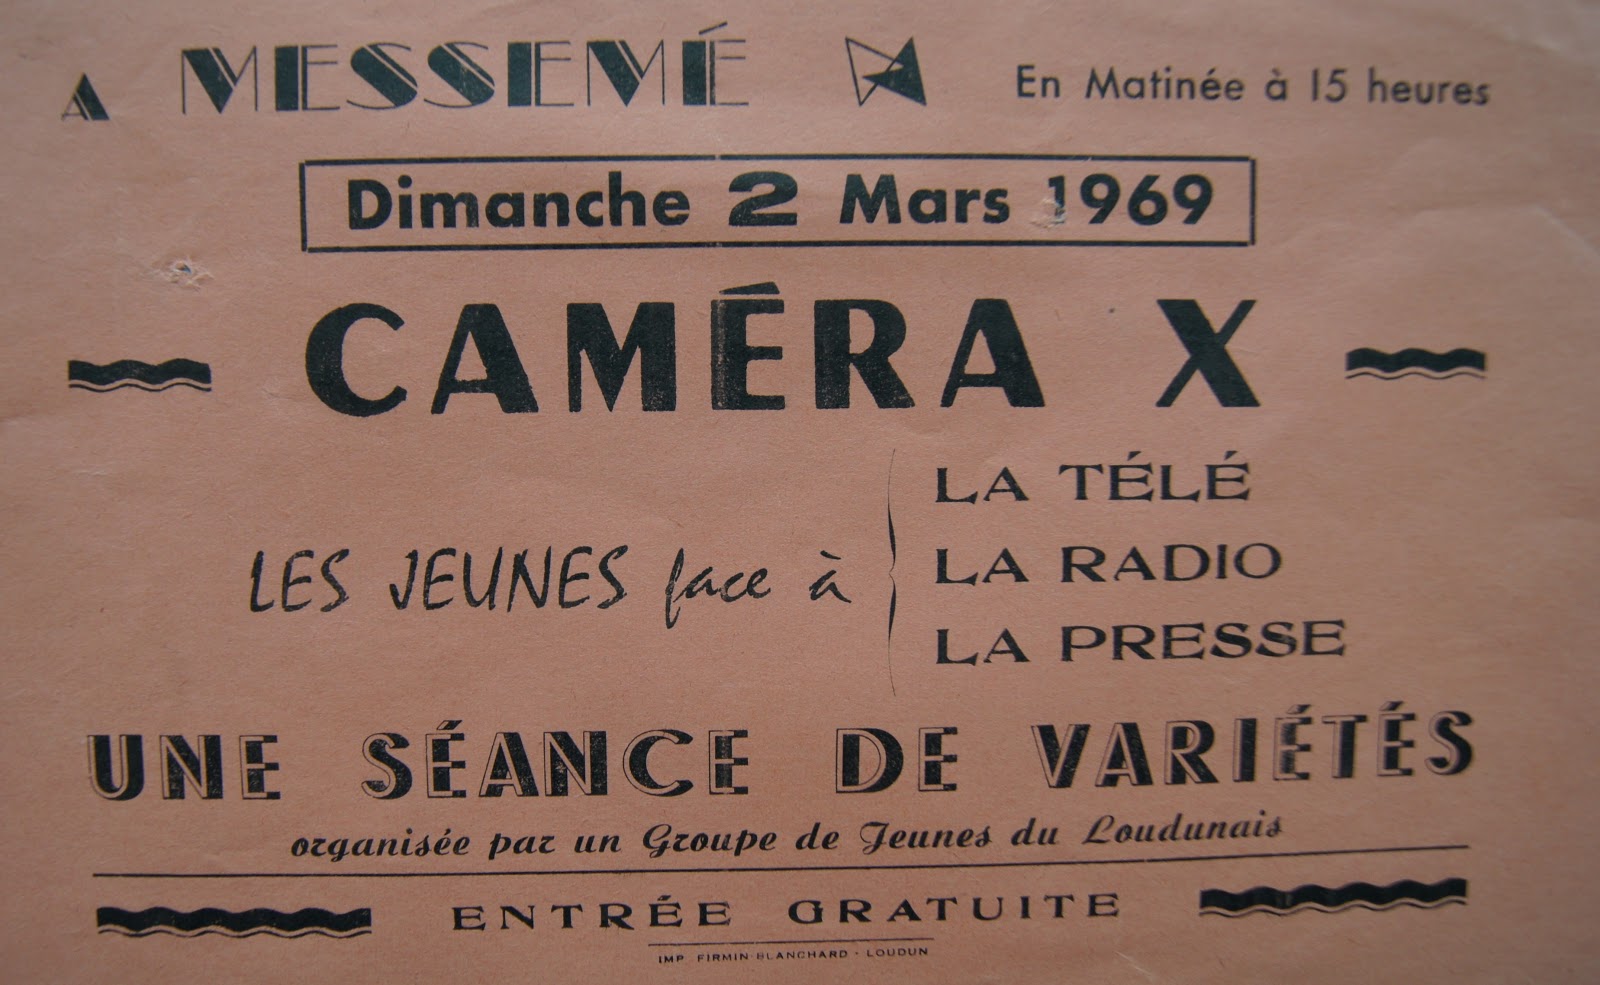 A MESSEMÉ En Matinée à 15 heures
Dimanche 2 Mars 1969
CAMÉRA X
LES JEUNES face à
LA TÉLÉ
LA RADIO
LA PRESSE
UNE SÉANCE DE VARIÉTÉS
organisée par un Groupe de Jeunes du Loudunais
ENTRÉE GRATUITE
IMP FIRMIN-BLANCHARD - LOUDUN